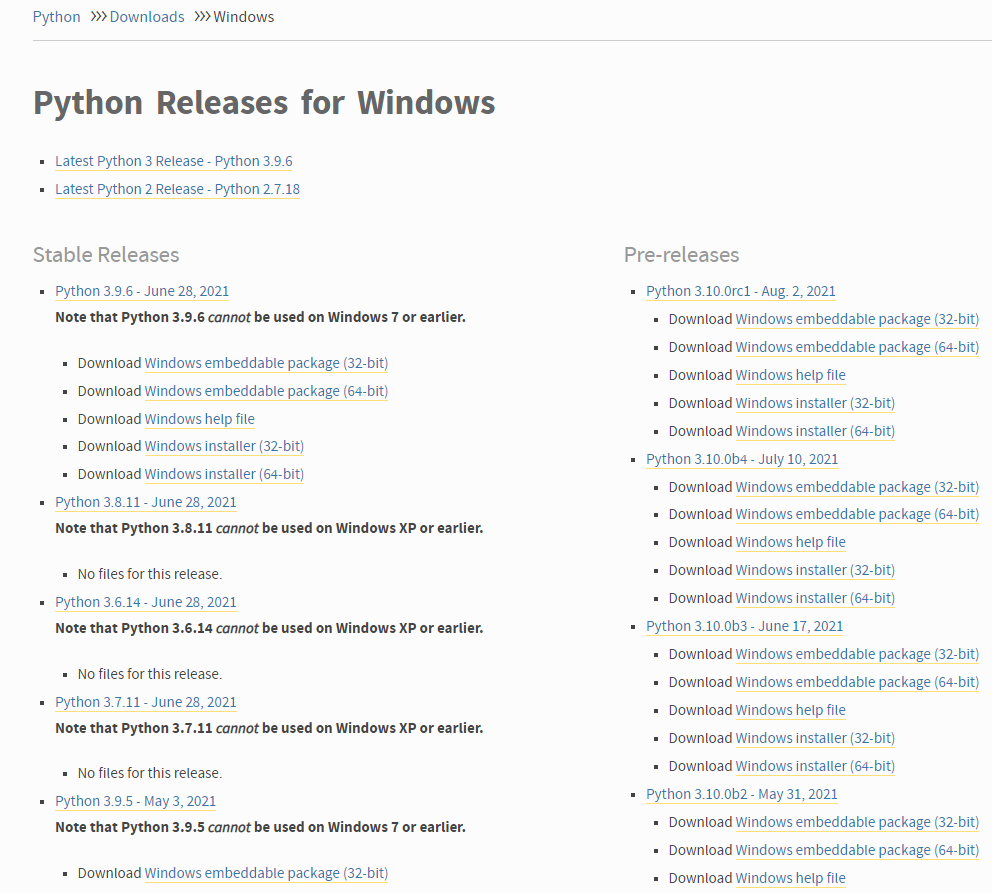 Python >>> Downloads >>> Windows
Python Releases for Windows
Latest Python 3 Release - Python 3.9.6
Latest Python 2 Release - Python 2.7.18
Stable Releases
Python 3.9.6 - June 28, 2021
Note that Python 3.9.6 cannot be used on Windows 7 or earlier.
Download Windows embeddable package (32-bit)
Download Windows embeddable package (64-bit)
Download Windows help file
Download Windows installer (32-bit)
Download Windows installer (64-bit)
Python 3.8.11 - June 28, 2021
Note that Python 3.8.11 cannot be used on Windows XP or earlier.
No files for this release.
Python 3.6.14 - June 28, 2021
Note that Python 3.6.14 cannot be used on Windows XP or earlier.
No files for this release.
Python 3.7.11 - June 28, 2021
Note that Python 3.7.11 cannot be used on Windows XP or earlier.
No files for this release.
Python 3.9.5 - May 3, 2021
Note that Python 3.9.5 cannot be used on Windows 7 or earlier.
Download Windows embeddable package (32-bit)
Pre-releases
Python 3.10.0rc1 - Aug. 2, 2021
Download Windows embeddable package (32-bit)
Download Windows embeddable package (64-bit)
Download Windows help file
Download Windows installer (32-bit)
Download Windows installer (64-bit)
Python 3.10.0b4 - July 10, 2021
Download Windows embeddable package (32-bit)
Download Windows embeddable package (64-bit)
Download Windows help file
Download Windows installer (32-bit)
Download Windows installer (64-bit)
Python 3.10.0b3 - June 17, 2021
Download Windows embeddable package (32-bit)
Download Windows embeddable package (64-bit)
Download Windows help file
Download Windows installer (32-bit)
Download Windows installer (64-bit)
Python 3.10.0b2 - May 31, 2021
Download Windows embeddable package (32-bit)
Download Windows embeddable package (64-bit)
Download Windows help file